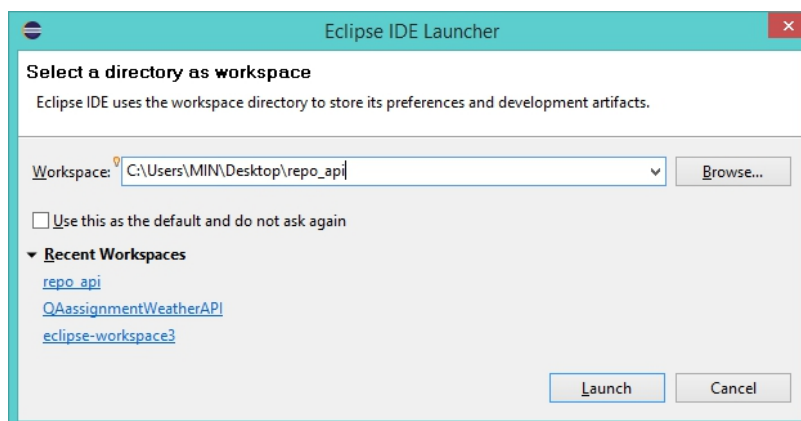 Eclipse IDE Launcher
Select a directory as workspace
Eclipse IDE uses the workspace directory to store its preferences and development artifacts.
Workspace: C:\Users\MIN\Desktop\repo_api Browse...
Use this as the default and do not ask again
Recent Workspaces
repo_api
QAassignmentWeatherAPI
eclipse-workspace3
Launch Cancel